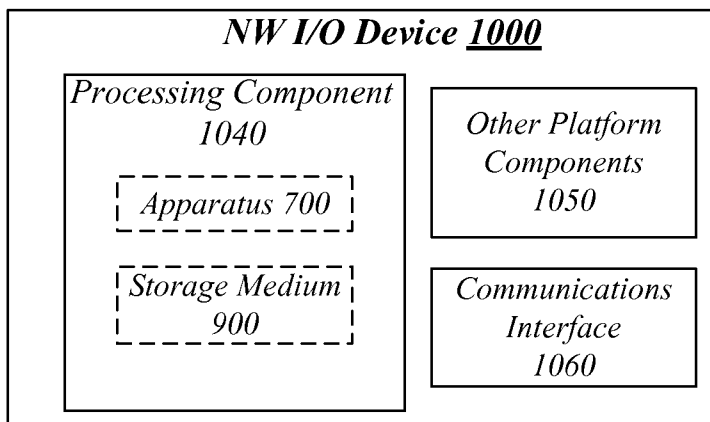 NW I/O Device 1000
Processing Component
1040
Apparatus 700
Storage Medium
900
Other Platform
Components
1050
Communications
Interface
1060